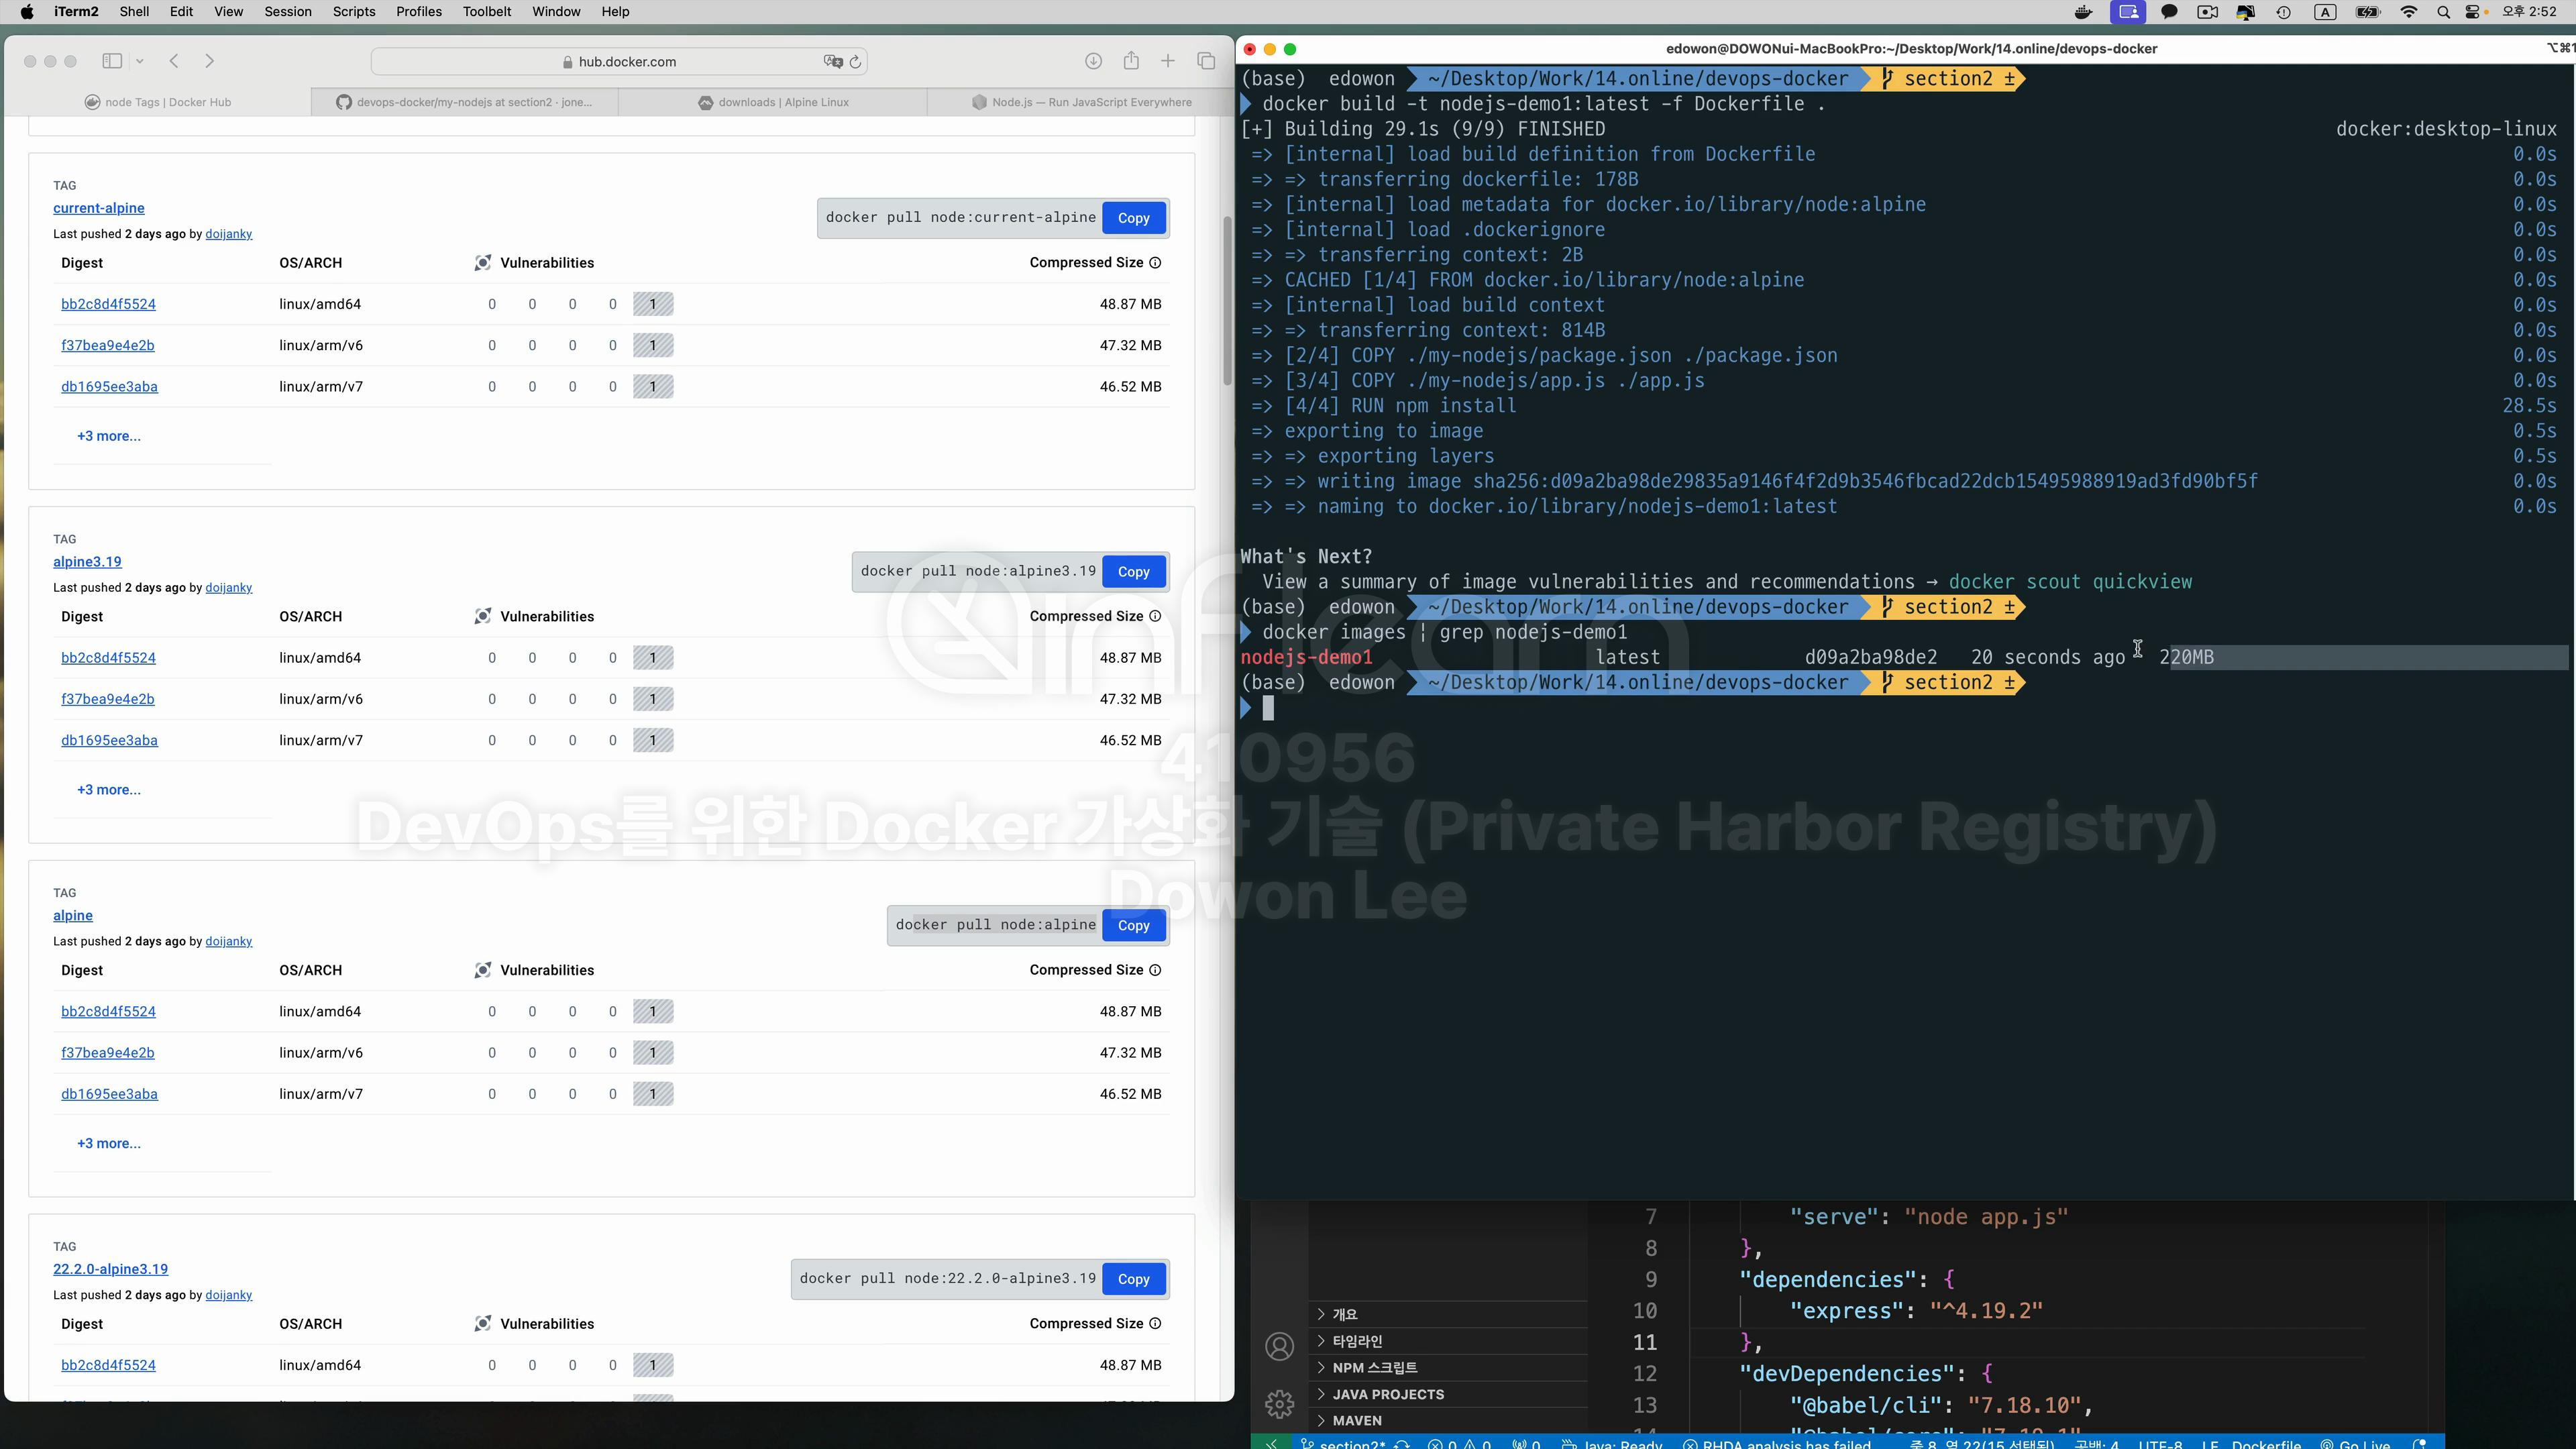 iTerm2 Shell Edit View Session Scripts Profiles Toolbelt Window Help
A 오후 2:52
hub.docker.com
node Tags | Docker Hub
devops-docker/my-nodejs at section2 · jone...
downloads | Alpine Linux
Node.js — Run JavaScript Everywhere
TAG
current-alpine
docker pull node:current-alpine Copy
Last pushed 2 days ago by doijanky
Digest OS/ARCH Vulnerabilities Compressed Size
bb2c8d4f5524 linux/amd64 0 0 0 0 1 48.87 MB
f37bea9e4e2b linux/arm/v6 0 0 0 0 1 47.32 MB
db1695ee3aba linux/arm/v7 0 0 0 0 1 46.52 MB
+3 more...
TAG
alpine3.19
docker pull node:alpine3.19 Copy
Last pushed 2 days ago by doijanky
Digest OS/ARCH Vulnerabilities Compressed Size
bb2c8d4f5524 linux/amd64 0 0 0 0 1 48.87 MB
f37bea9e4e2b linux/arm/v6 0 0 0 0 1 47.32 MB
db1695ee3aba linux/arm/v7 0 0 0 0 1 46.52 MB
+3 more...
TAG
alpine
docker pull node:alpine Copy
Last pushed 2 days ago by doijanky
Digest OS/ARCH Vulnerabilities Compressed Size
bb2c8d4f5524 linux/amd64 0 0 0 0 1 48.87 MB
f37bea9e4e2b linux/arm/v6 0 0 0 0 1 47.32 MB
db1695ee3aba linux/arm/v7 0 0 0 0 1 46.52 MB
+3 more...
TAG
22.2.0-alpine3.19
docker pull node:22.2.0-alpine3.19 Copy
Last pushed 2 days ago by doijanky
Digest OS/ARCH Vulnerabilities Compressed Size
bb2c8d4f5524 linux/amd64 0 0 0 0 1 48.87 MB
edowon@DOWONui-MacBookPro:~/Desktop/Work/14.online/devops-docker ⌥⌘1
(base) edowon ~/Desktop/Work/14.online/devops-docker section2 ±
docker build -t nodejs-demo1:latest -f Dockerfile .
[+] Building 29.1s (9/9) FINISHED docker:desktop-linux
=> [internal] load build definition from Dockerfile 0.0s
=> => transferring dockerfile: 178B 0.0s
=> [internal] load metadata for docker.io/library/node:alpine 0.0s
=> [internal] load .dockerignore 0.0s
=> => transferring context: 2B 0.0s
=> CACHED [1/4] FROM docker.io/library/node:alpine 0.0s
=> [internal] load build context 0.0s
=> => transferring context: 814B 0.0s
=> [2/4] COPY ./my-nodejs/package.json ./package.json 0.0s
=> [3/4] COPY ./my-nodejs/app.js ./app.js 0.0s
=> [4/4] RUN npm install 28.5s
=> exporting to image 0.5s
=> => exporting layers 0.5s
=> => writing image sha256:d09a2ba98de29835a9146f4f2d9b3546fbcad22dcb15495988919ad3fd90bf5f 0.0s
=> => naming to docker.io/library/nodejs-demo1:latest 0.0s
What's Next?
View a summary of image vulnerabilities and recommendations → docker scout quickview
(base) edowon ~/Desktop/Work/14.online/devops-docker section2 ±
docker images | grep nodejs-demo1
nodejs-demo1 latest d09a2ba98de2 20 seconds ago 220MB
(base) edowon ~/Desktop/Work/14.online/devops-docker section2 ±
inflearn
410956
DevOps를 위한 Docker 가상화 기술 (Private Harbor Registry)
Dowon Lee
개요
타임라인
NPM 스크립트
JAVA PROJECTS
MAVEN
7 "serve": "node app.js"
8 },
9 "dependencies": {
10 "express": "^4.19.2"
11 },
12 "devDependencies": {
13 "@babel/cli": "7.18.10",
section2* 0 0 0 Java: Ready RHDA analysis has failed 줄 8, 열 22(15 선택됨) 공백: 4 UTF-8 LF Dockerfile Go Live